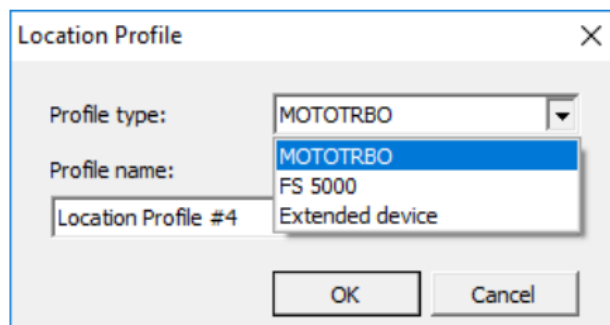 Location Profile
Profile type:
MOTOTRBO
MOTOTRBO
FS 5000
Extended device
Profile name:
Location Profile #4
OK
Cancel